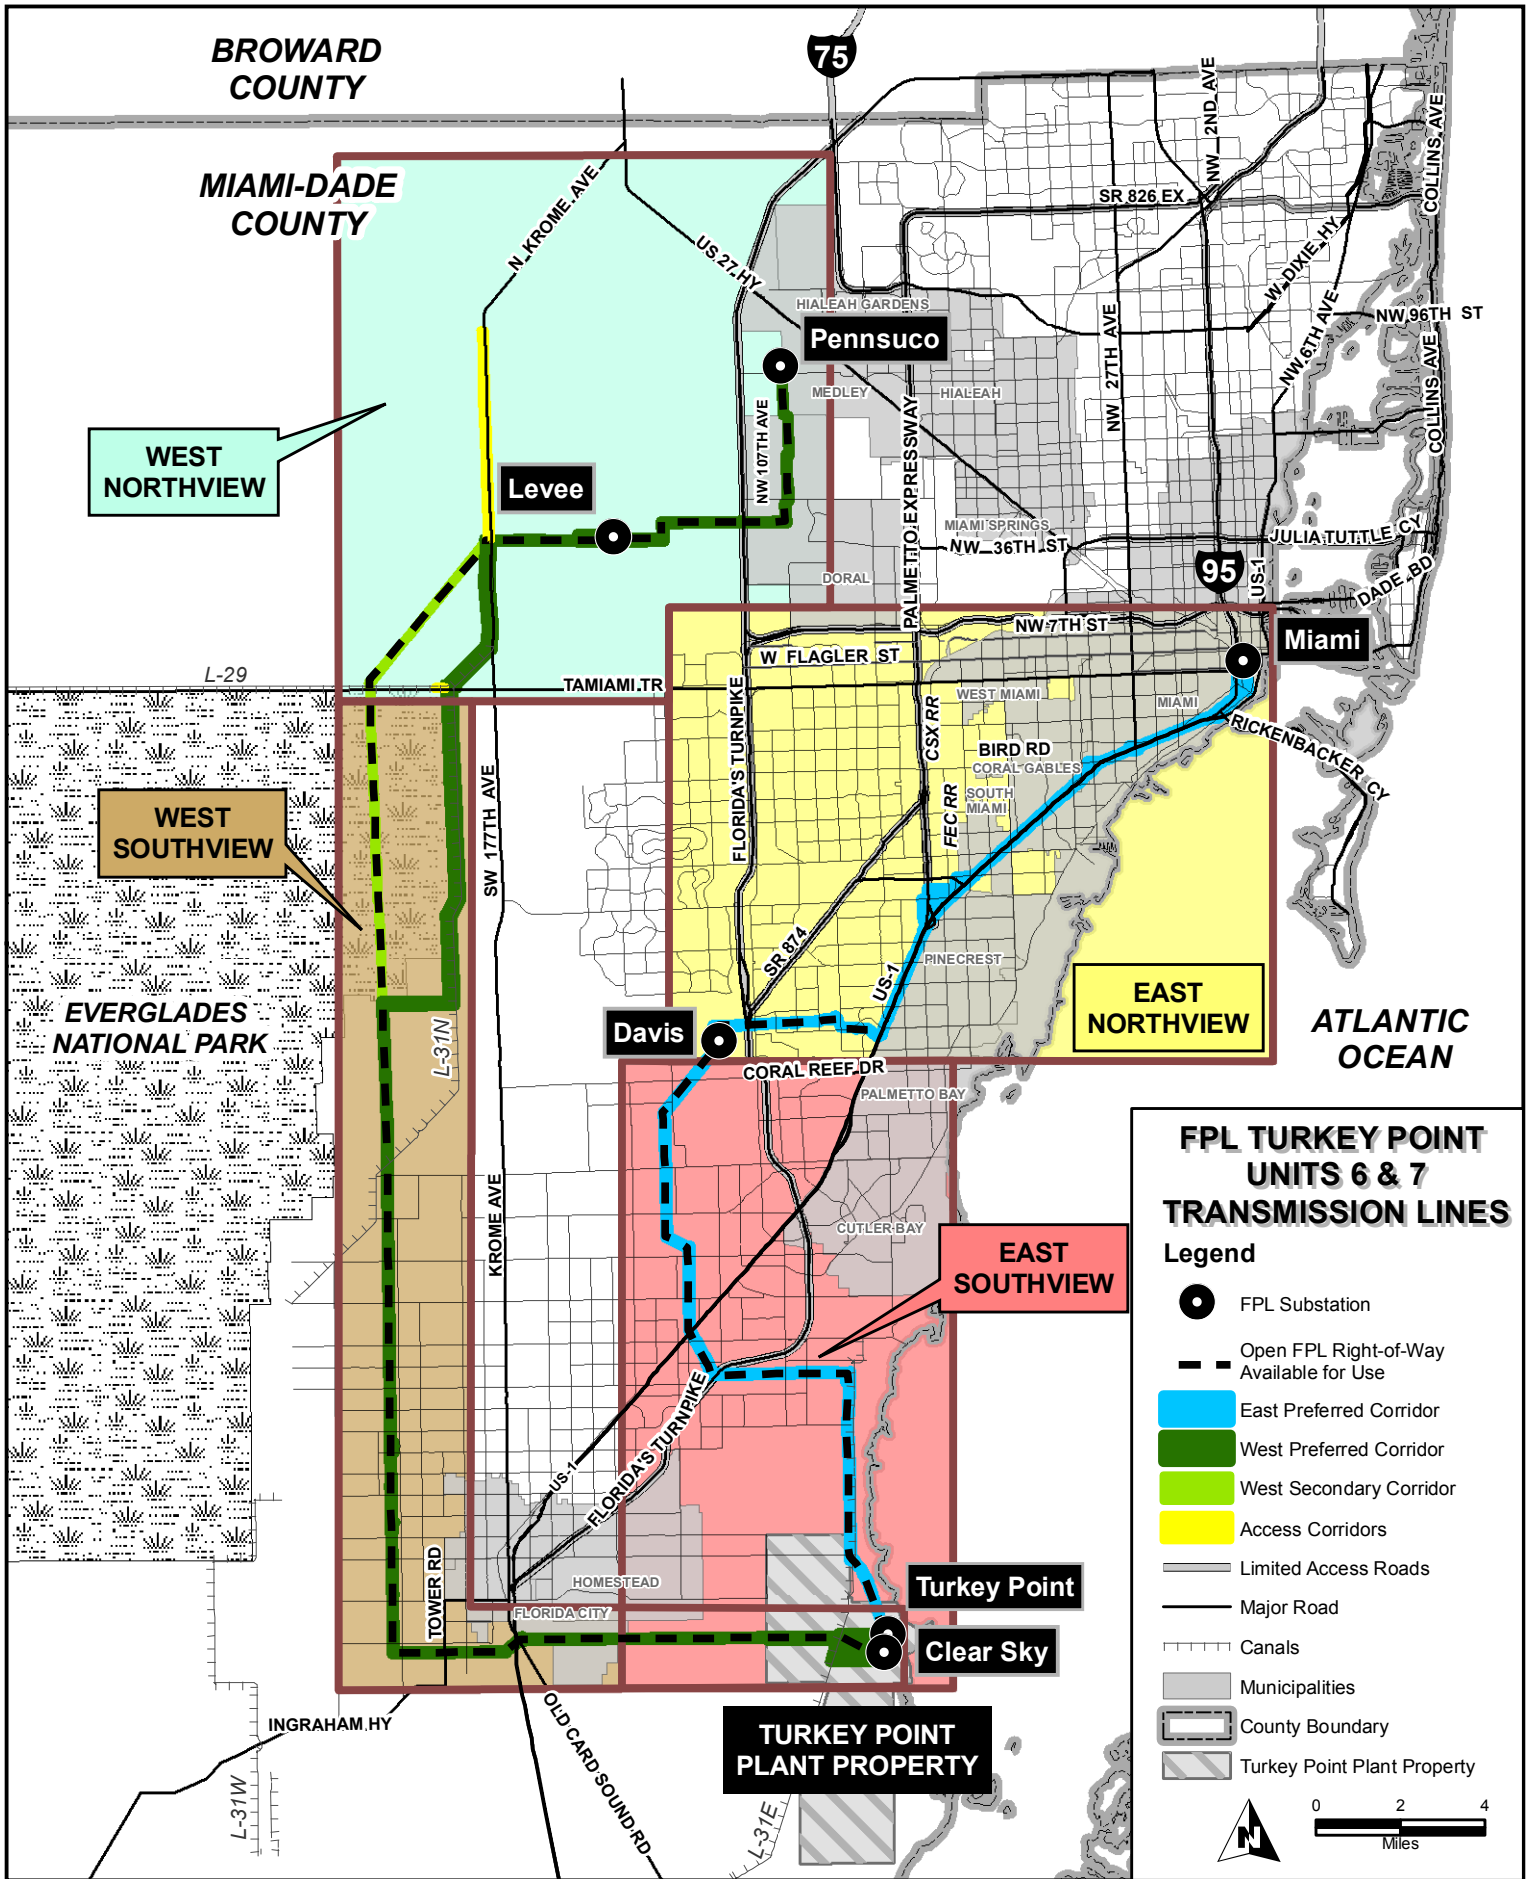 BROWARD
COUNTY
75
NW 2ND AVE
COLLINS AVE
MIAMI-DADE
COUNTY
N KROME AVE
US 27 HY
SR 826 EX
W DIXIE HY
HIALEAH GARDENS
Pennsuco
NW 27TH AVE
NW 6TH AVE
NW 96TH ST
COLLINS AVE
MEDLEY
HIALEAH
NW 107TH AVE
PALMETTO EXPRESSWAY
WEST
NORTHVIEW
Levee
MIAMI SPRINGS
NW 36TH ST
JULIA TUTTLE CY
DORAL
95
US-1
DADE BD
NW 7TH ST
Miami
W FLAGLER ST
L-29
TAMIAMI TR
WEST MIAMI
MIAMI
FLORIDA'S TURNPIKE
CSX RR
RICKENBACKER CY
BIRD RD
CORAL GABLES
SW 177TH AVE
SOUTH
MIAMI
FEC RR
WEST
SOUTHVIEW
SR 874
US-1
PINECREST
EAST
NORTHVIEW
EVERGLADES
NATIONAL PARK
L-31N
Davis
ATLANTIC
OCEAN
CORAL REEF DR
PALMETTO BAY
KROME AVE
CUTLER BAY
EAST
SOUTHVIEW
FLORIDA'S TURNPIKE
US-1
TOWER RD
HOMESTEAD
FLORIDA CITY
Turkey Point
Clear Sky
INGRAHAM HY
OLD CARD SOUND RD
TURKEY POINT
PLANT PROPERTY
L-31W
L-31E
FPL TURKEY POINT
UNITS 6 & 7
TRANSMISSION LINES
Legend
FPL Substation
Open FPL Right-of-Way
Available for Use
East Preferred Corridor
West Preferred Corridor
West Secondary Corridor
Access Corridors
Limited Access Roads
Major Road
Canals
Municipalities
County Boundary
Turkey Point Plant Property
N
0 2 4
Miles